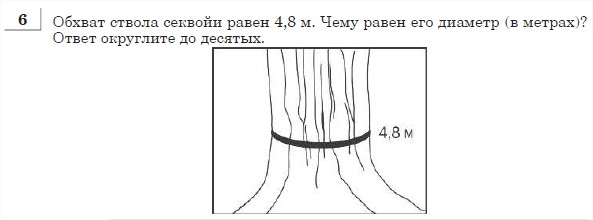 6 Обхват ствола секвойи равен 4,8 м. Чему равен его диаметр (в метрах)?
Ответ округлите до десятых.
4,8 м